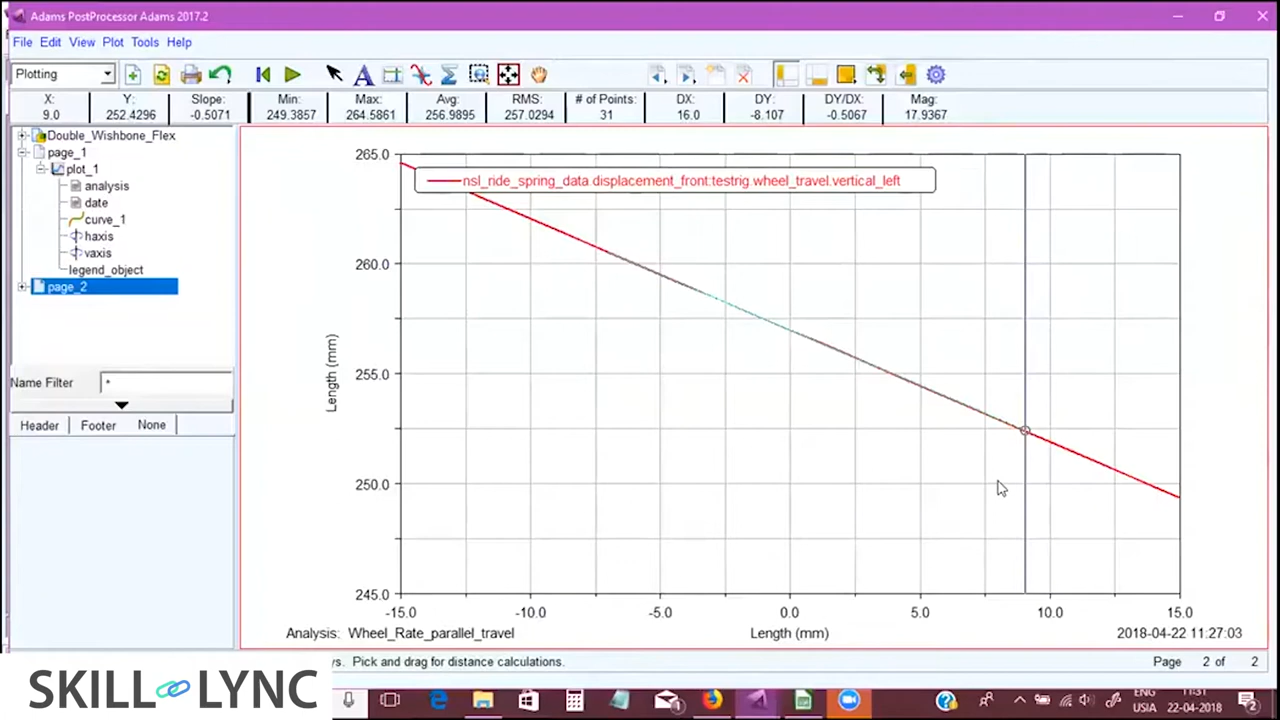 Adams PostProcessor Adams 2017.2
File Edit View Plot Tools Help
Plotting
X: Y: Slope: Min: Max: Avg: RMS: # of Points: DX: DY: DY/DX: Mag:
9.0 252.4296 -0.5071 249.3857 264.5861 256.9895 257.0294 31 16.0 -8.107 -0.5067 17.9367
Double_Wishbone_Flex
page_1
plot_1
analysis
date
curve_1
haxis
vaxis
legend_object
page_2
Name Filter *
Header Footer None
265.0
nsl_ride_spring_data displacement_front:testrig.wheel_travel.vertical_left
260.0
255.0
250.0
245.0
Length (mm)
-15.0 -10.0 -5.0 0.0 5.0 10.0 15.0
Analysis: Wheel_Rate_parallel_travel Length (mm) 2018-04-22 11:27:03
Pick and drag for distance calculations. Page 2 of 2
SKILL LYNC
ENG
USIA
22-04-2018